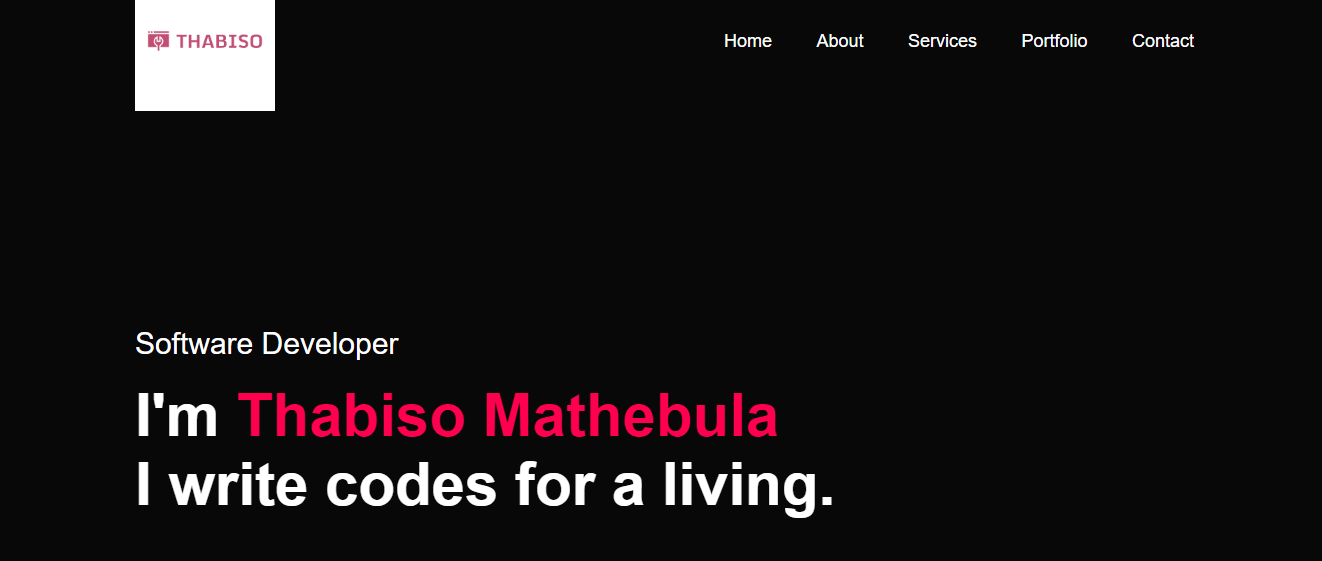 THABISO
Home About Services Portfolio Contact
Software Developer
I'm Thabiso Mathebula
I write codes for a living.